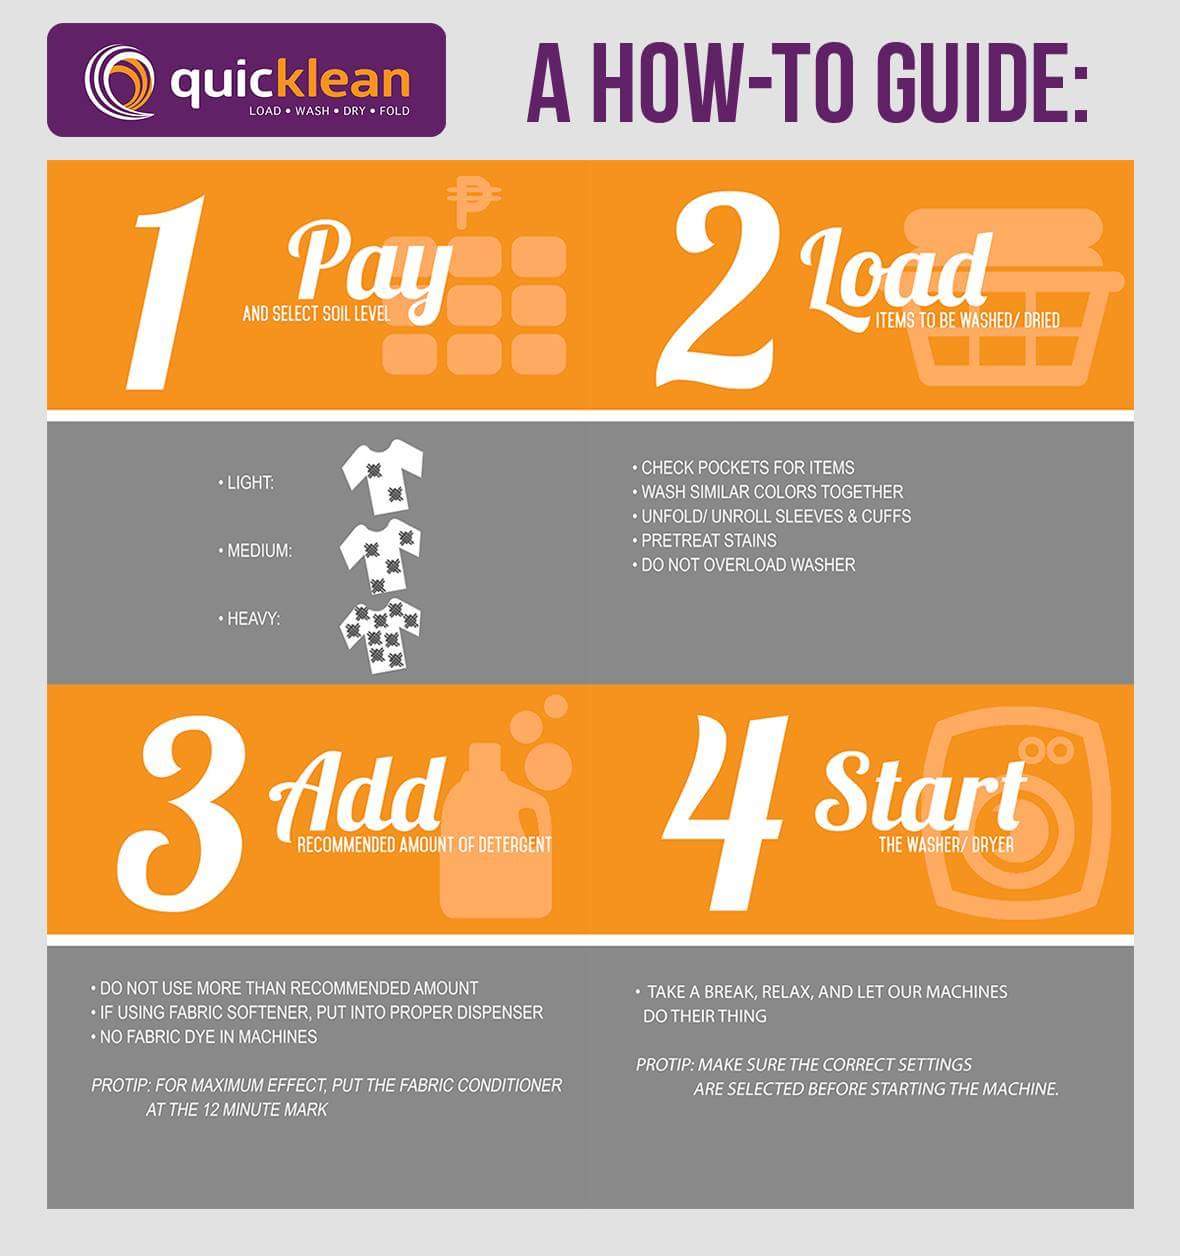 quicklean
LOAD • WASH • DRY • FOLD
A HOW-TO GUIDE:
1
₱
Pay
AND SELECT SOIL LEVEL
• LIGHT:
• MEDIUM:
• HEAVY:
2
Load
ITEMS TO BE WASHED/ DRIED
• CHECK POCKETS FOR ITEMS
• WASH SIMILAR COLORS TOGETHER
• UNFOLD/ UNROLL SLEEVES & CUFFS
• PRETREAT STAINS
• DO NOT OVERLOAD WASHER
3
Add
RECOMMENDED AMOUNT OF DETERGENT
• DO NOT USE MORE THAN RECOMMENDED AMOUNT
• IF USING FABRIC SOFTENER, PUT INTO PROPER DISPENSER
• NO FABRIC DYE IN MACHINES
PROTIP: FOR MAXIMUM EFFECT, PUT THE FABRIC CONDITIONER
AT THE 12 MINUTE MARK
4
Start
THE WASHER/ DRYER
• TAKE A BREAK, RELAX, AND LET OUR MACHINES
DO THEIR THING
PROTIP: MAKE SURE THE CORRECT SETTINGS
ARE SELECTED BEFORE STARTING THE MACHINE.